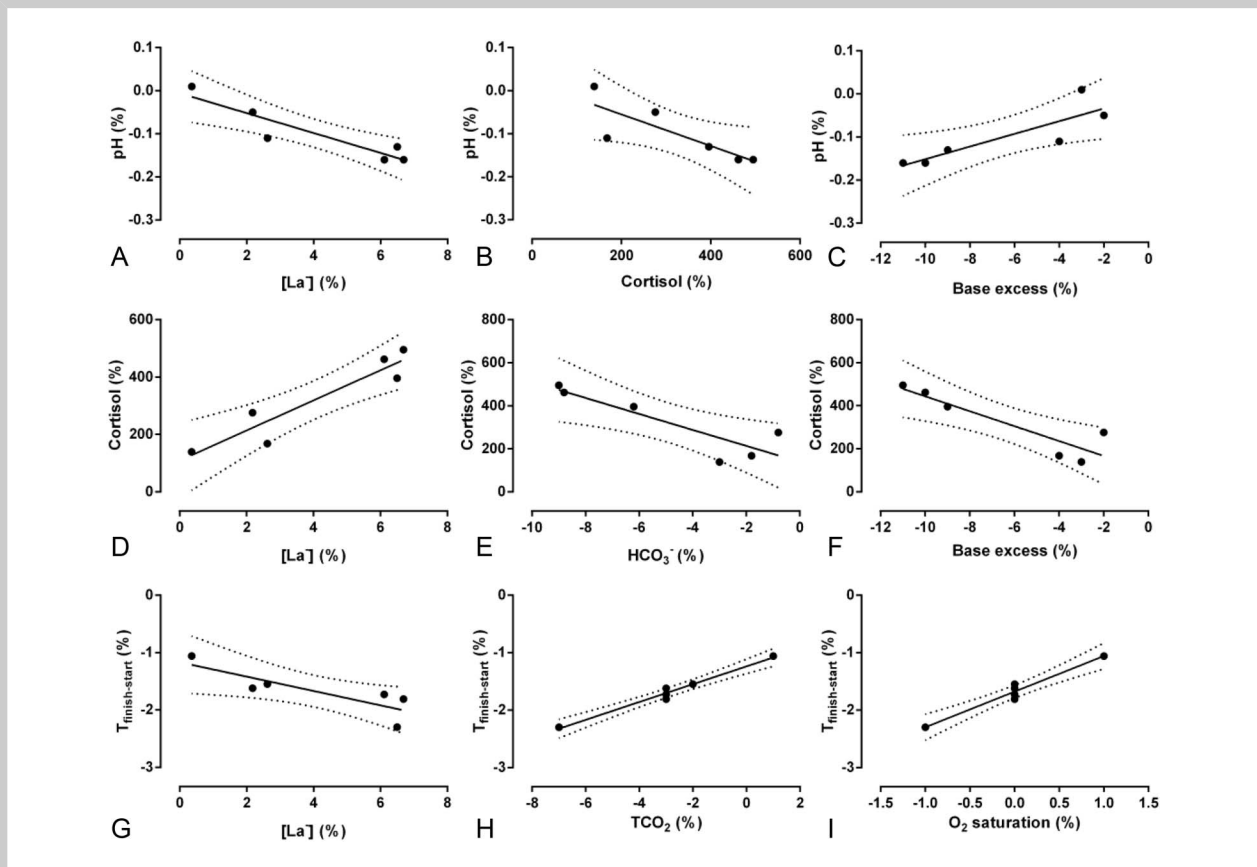 0.1 0.1 0.1
0.0 0.0 0.0
pH (%) pH (%) pH (%)
-0.1 -0.1 -0.1
-0.2 -0.2 -0.2
-0.3 -0.3 -0.3
A 0 2 4 6 8 B 0 200 400 600 C -12 -10 -8 -6 -4 -2 0
[La⁻] (%) Cortisol (%) Base excess (%)
600 800 800
400 600 600
Cortisol (%) Cortisol (%) Cortisol (%)
200 400 400
200 200
0 0 0
0 2 4 6 8 -10 -8 -6 -4 -2 0 -12 -10 -8 -6 -4 -2 0
D [La⁻] (%) E HCO₃⁻ (%) F Base excess (%)
0 0 0
-1 -1 -1
Tfinish-start (%) Tfinish-start (%) Tfinish-start (%)
-2 -2 -2
-3 -3 -3
0 2 4 6 8 -8 -6 -4 -2 0 2 -1.5 -1.0 -0.5 0.0 0.5 1.0 1.5
G [La⁻] (%) H TCO₂ (%) I O₂ saturation (%)